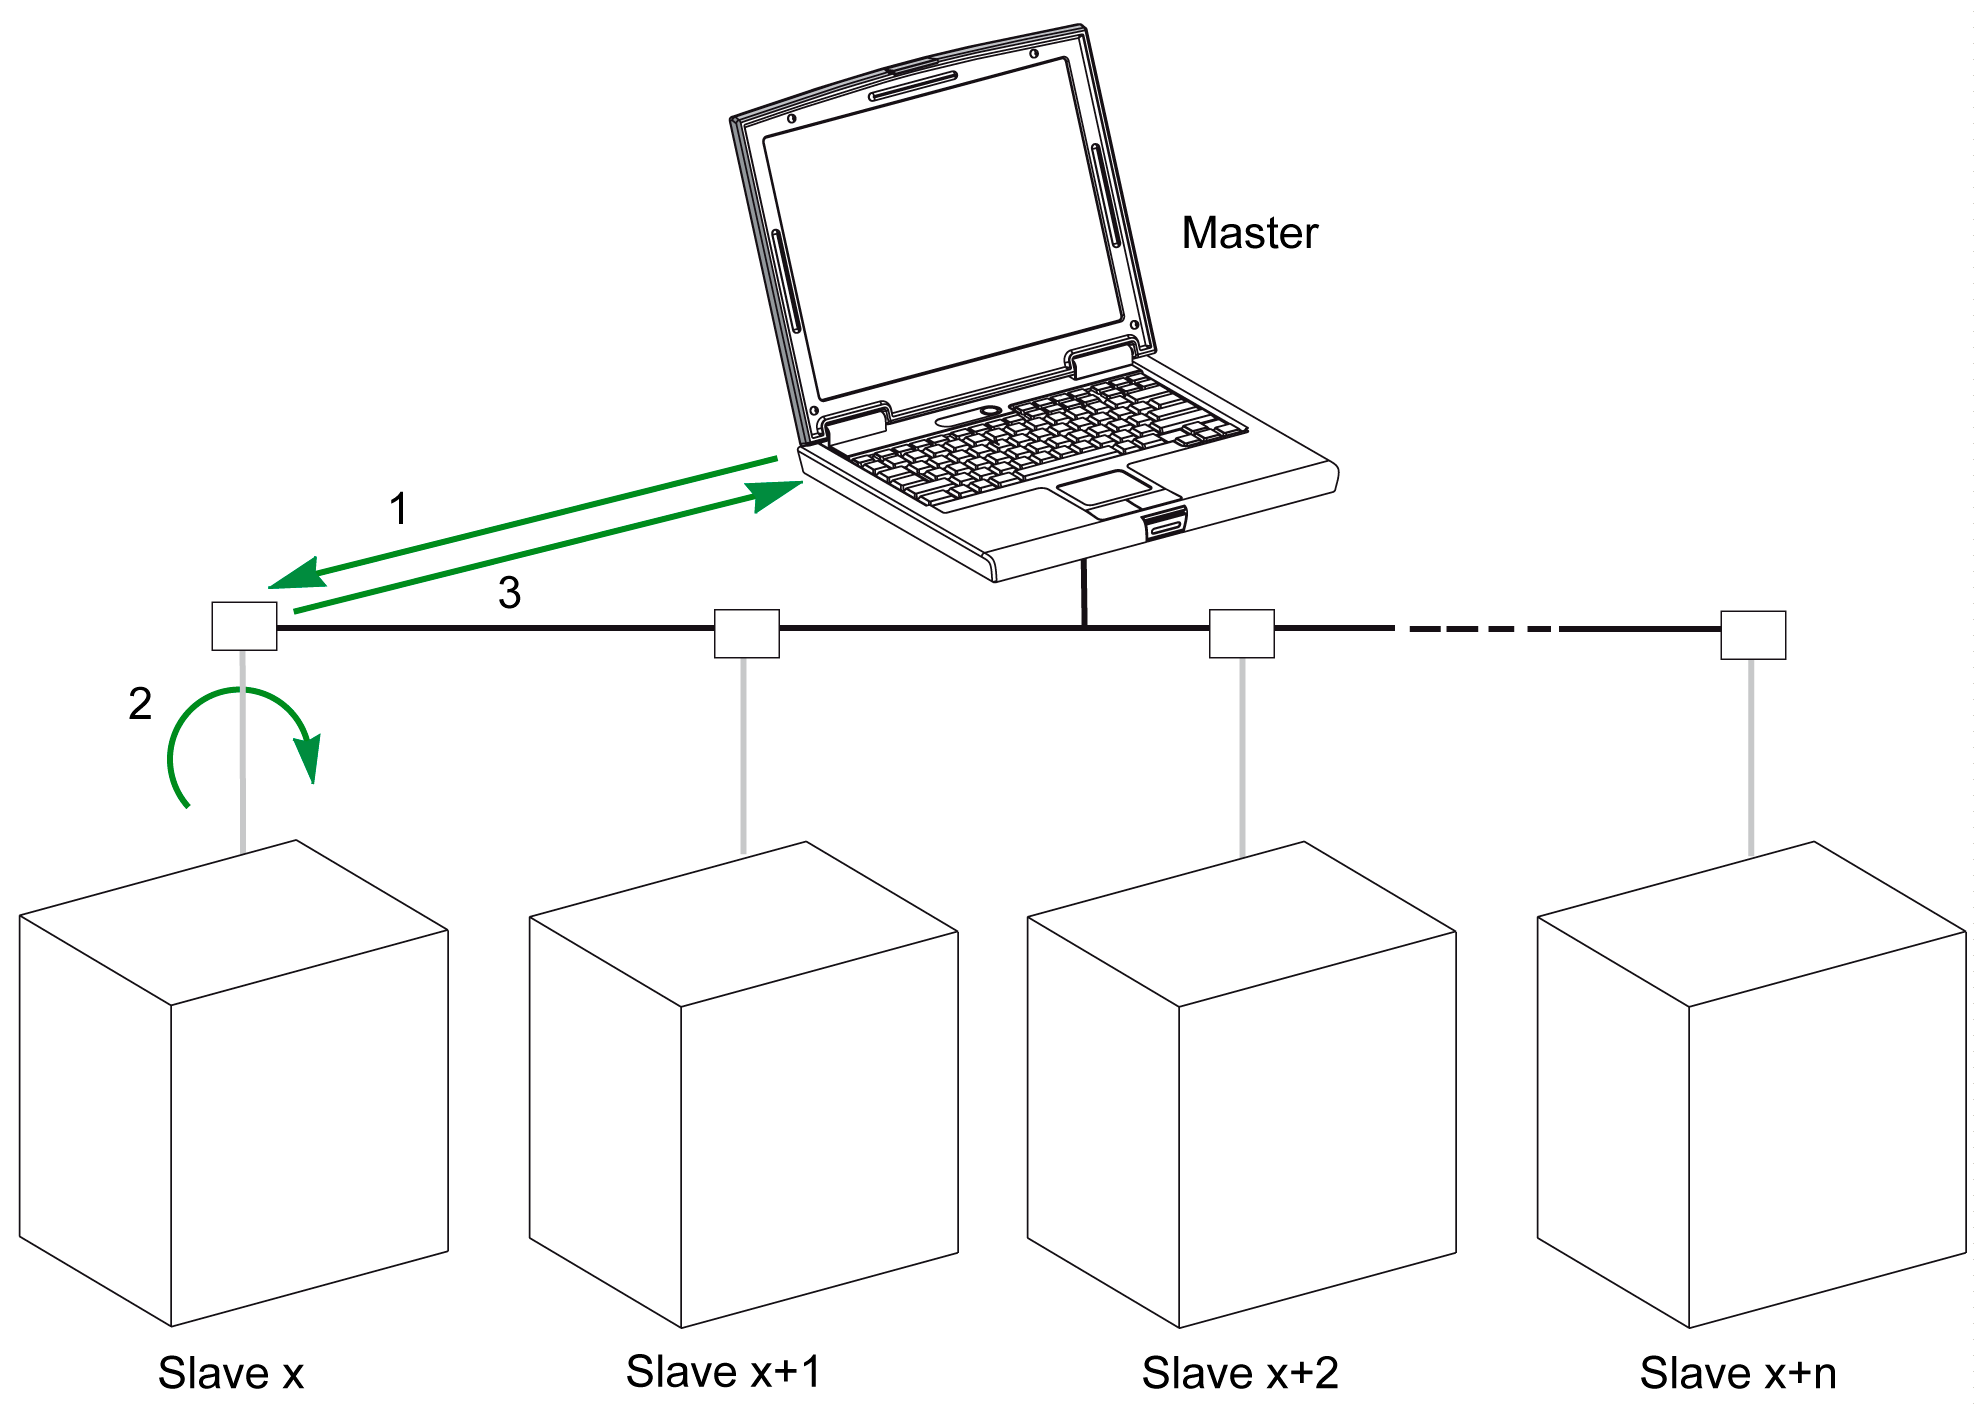 Master
1
3
2
Slave x
Slave x+1
Slave x+2
Slave x+n